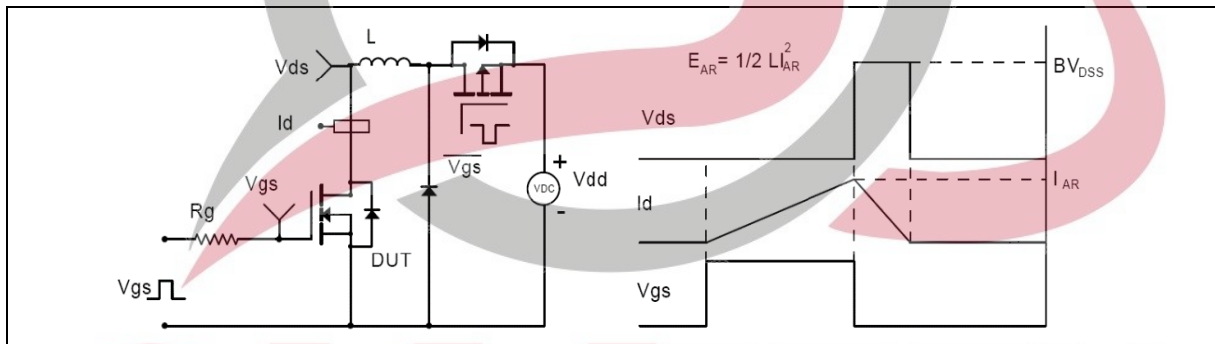 L
Vds
Id
Vgs
Rg
DUT
Vgs
Vgs
+
VDC
-
Vdd
E_AR = 1/2 LI_AR^2
BV_DSS
Vds
I_AR
Id
Vgs